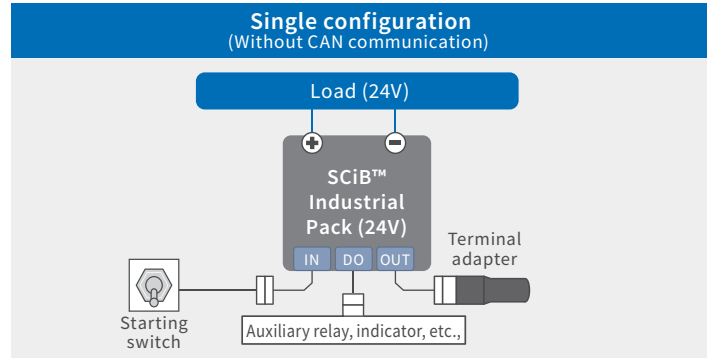 Single configuration
(Without CAN communication)
Load (24V)
SCiB™
Industrial
Pack (24V)
IN DO OUT
Terminal
adapter
Starting
switch
Auxiliary relay, indicator, etc.,